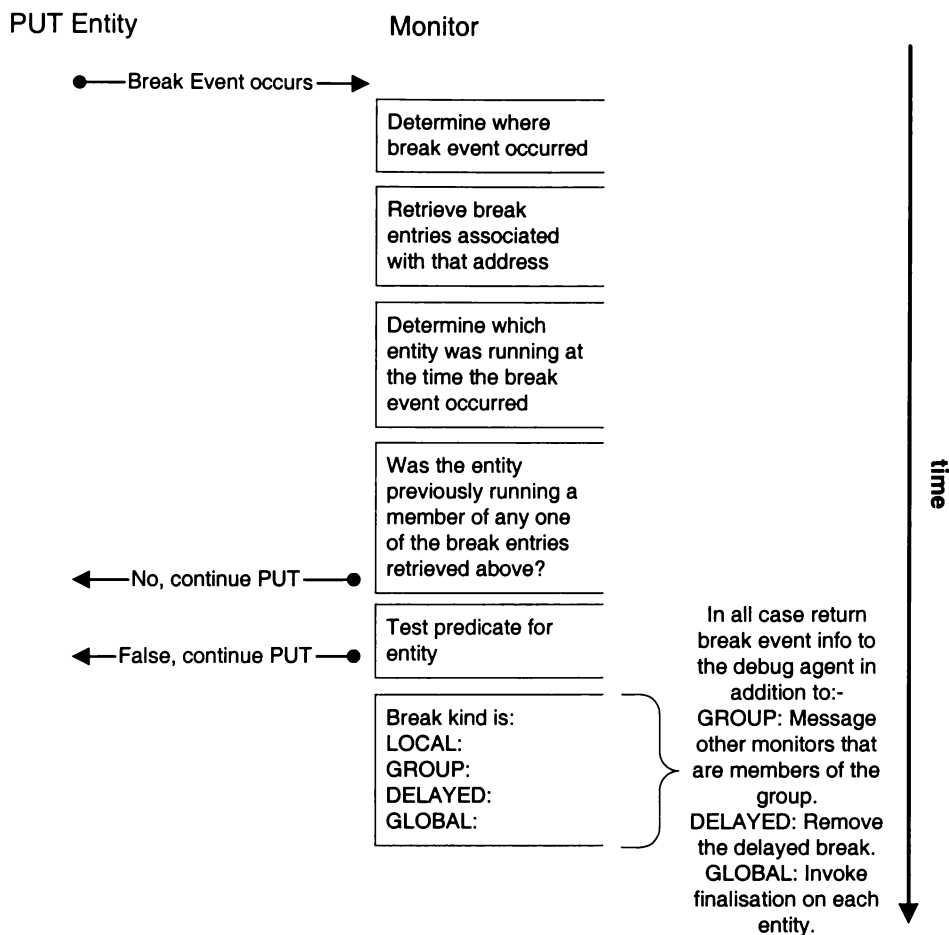 PUT Entity
Monitor
Break Event occurs
Determine where
break event occurred
Retrieve break
entries associated
with that address
Determine which
entity was running at
the time the break
event occurred
Was the entity
previously running a
member of any one
of the break entries
retrieved above?
No, continue PUT
Test predicate for
entity
False, continue PUT
Break kind is:
LOCAL:
GROUP:
DELAYED:
GLOBAL:
In all case return
break event info to
the debug agent in
addition to:-
GROUP: Message
other monitors that
are members of the
group.
DELAYED: Remove
the delayed break.
GLOBAL: Invoke
finalisation on each
entity.
time